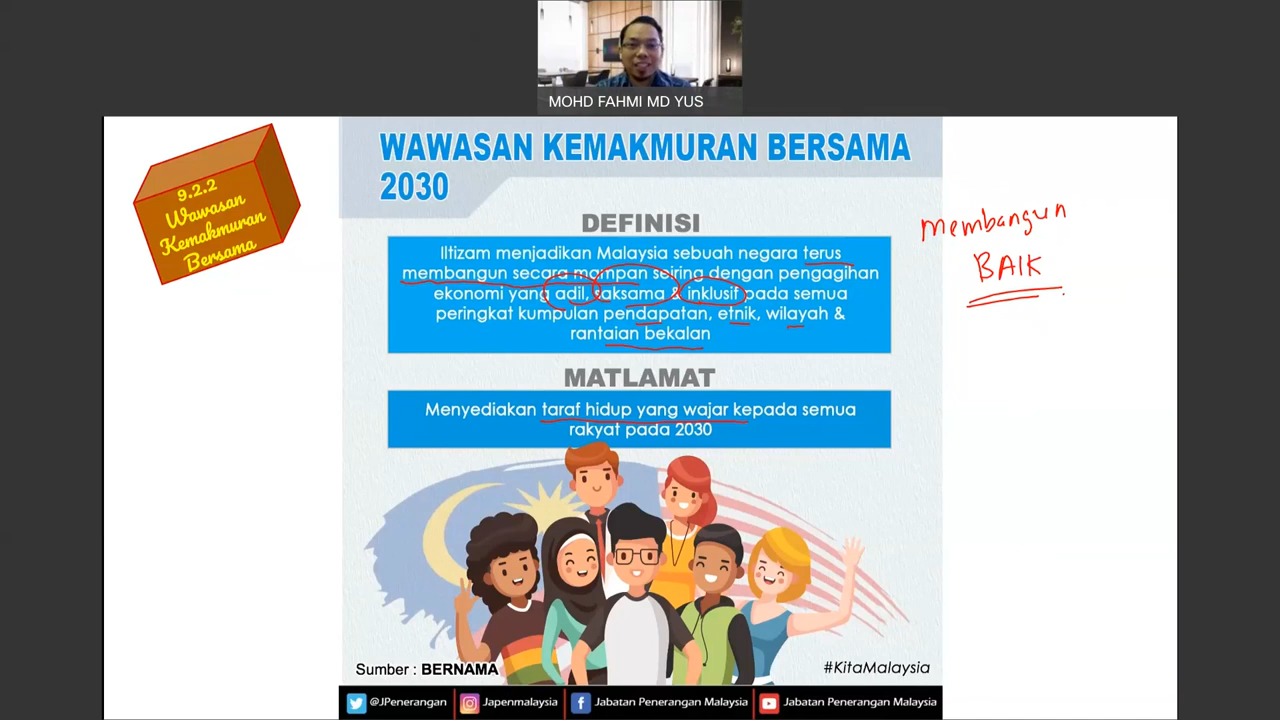 MOHD FAHMI MD YUS
9.2.2
Wawasan
Kemakmuran
Bersama
WAWASAN KEMAKMURAN BERSAMA
2030
DEFINISI
Iltizam menjadikan Malaysia sebuah negara terus
membangun secara mampan seiring dengan pengagihan
ekonomi yang adil, saksama & inklusif pada semua
peringkat kumpulan pendapatan, etnik, wilayah &
rantaian bekalan
membangun
BAIK
MATLAMAT
Menyediakan taraf hidup yang wajar kepada semua
rakyat pada 2030
Sumber : BERNAMA
#KitaMalaysia
@JPenerangan
Japenmalaysia
Jabatan Penerangan Malaysia
Jabatan Penerangan Malaysia